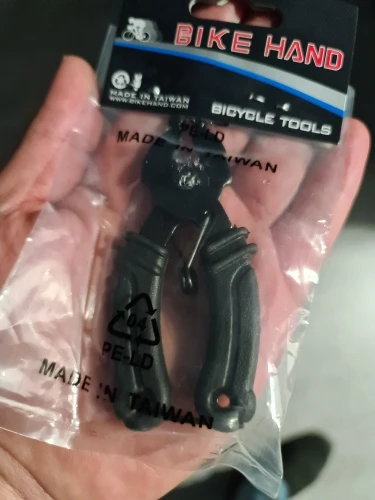 BIKE HAND
MADE IN TAIWAN
WWW.BIKEHAND.COM
BICYCLE TOOLS
PE-LD
MADE IN TAIWAN
04
PE-LD
MADE IN TAIWAN